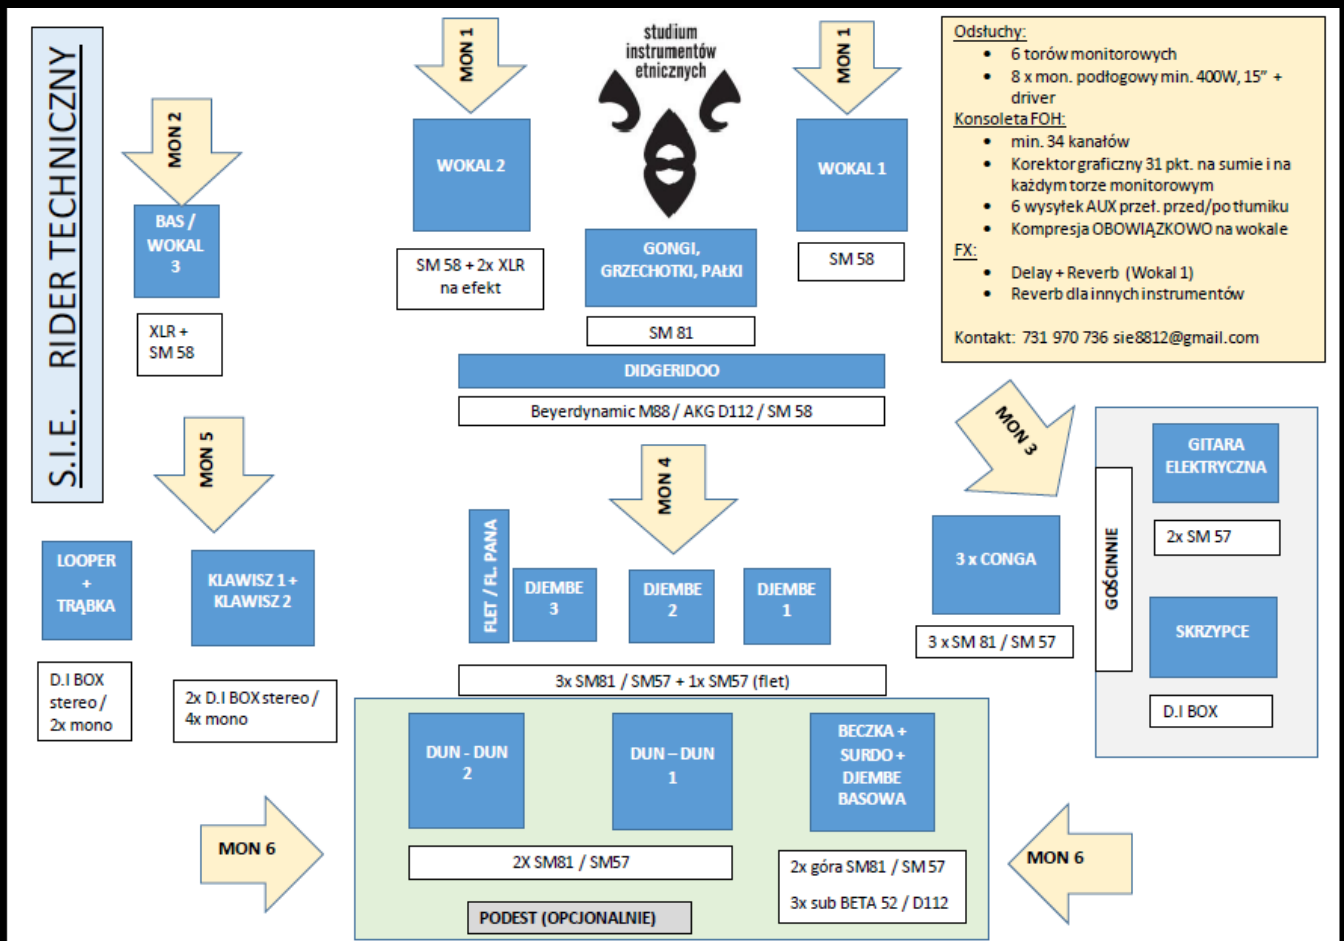 S.I.E. RIDER TECHNICZNY
MON 2
BAS /
WOKAL
3
XLR +
SM 58
MON 1
WOKAL 2
SM 58 + 2x XLR
na efekt
studium
instrumentów
etnicznych
GONGI,
GRZECHOTKI, PAŁKI
SM 81
MON 1
WOKAL 1
SM 58
Odsłuchy:
• 6 torów monitorowych
• 8 x mon. podłogowy min. 400W, 15” +
driver
Konsoleta FOH:
• min. 34 kanałów
• Korektor graficzny 31 pkt. na sumie i na
każdym torze monitorowym
• 6 wysyłek AUX przeł. przed/po tłumiku
• Kompresja OBOWIĄZKOWO na wokale
FX:
• Delay + Reverb (Wokal 1)
• Reverb dla innych instrumentów
Kontakt: 731 970 736 sie8812@gmail.com
DIDGERIDOO
Beyerdynamic M88 / AKG D112 / SM 58
MON 5
LOOPER
+
TRĄBKA
D.I BOX
stereo /
2x mono
KLAWISZ 1 +
KLAWISZ 2
2x D.I BOX stereo /
4x mono
MON 4
FLET / FL. PANA
DJEMBE
3
DJEMBE
2
DJEMBE
1
3x SM81 / SM57 + 1x SM57 (flet)
MON 3
3 x CONGA
3 x SM 81 / SM 57
GOŚCINNIE
GITARA
ELEKTRYCZNA
2x SM 57
SKRZYPCE
D.I BOX
DUN - DUN
2
DUN – DUN
1
2X SM81 / SM57
BECZKA +
SURDO +
DJEMBE
BASOWA
2x góra SM81 / SM 57
3x sub BETA 52 / D112
PODEST (OPCJONALNIE)
MON 6
MON 6